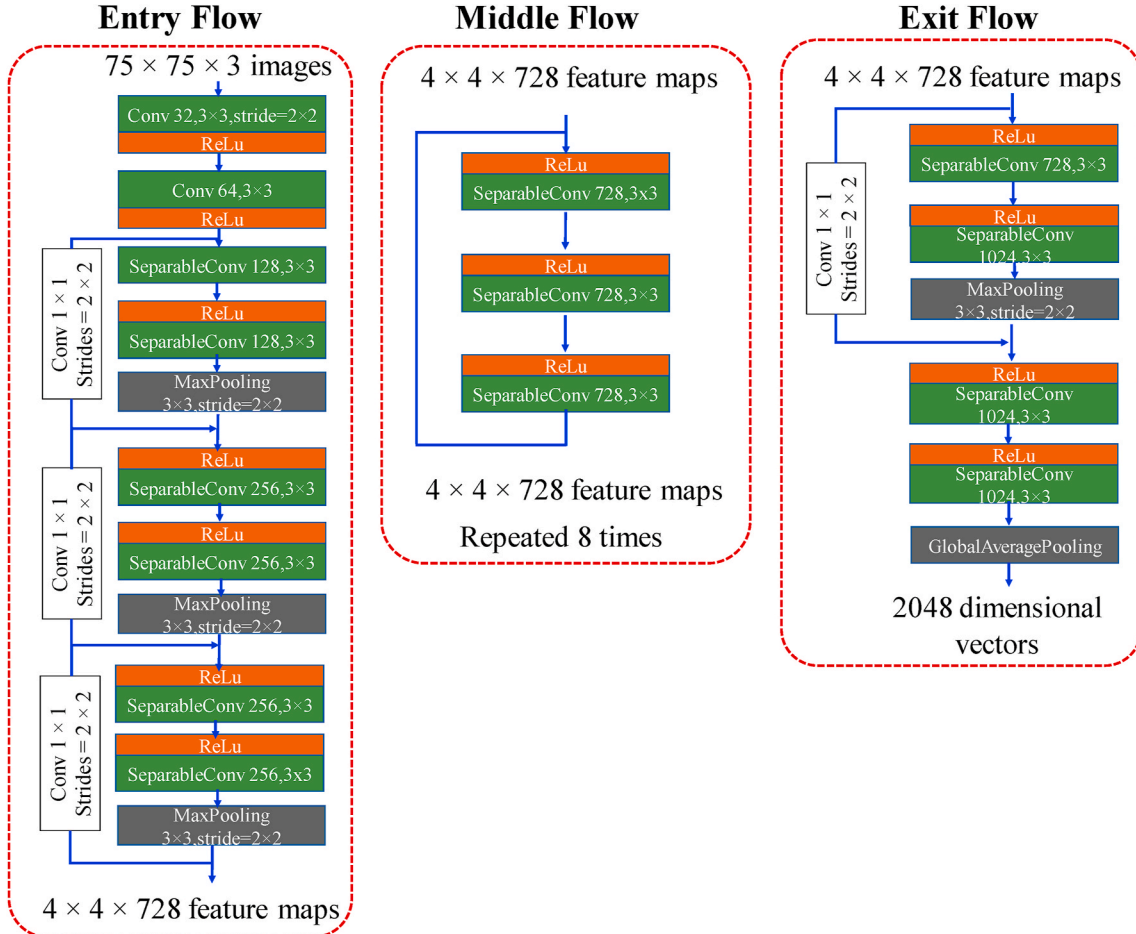 Entry Flow
75 × 75 × 3 images
Conv 32,3×3,stride=2×2
ReLu
Conv 64,3×3
ReLu
SeparableConv 128,3×3
ReLu
SeparableConv 128,3×3
MaxPooling
3×3,stride=2×2
Conv 1 × 1
Strides = 2 × 2
ReLu
SeparableConv 256,3×3
ReLu
SeparableConv 256,3×3
MaxPooling
3×3,stride=2×2
Conv 1 × 1
Strides = 2 × 2
ReLu
SeparableConv 256,3×3
ReLu
SeparableConv 256,3x3
MaxPooling
3×3,stride=2×2
Conv 1 × 1
Strides = 2 × 2
4 × 4 × 728 feature maps
Middle Flow
4 × 4 × 728 feature maps
ReLu
SeparableConv 728,3x3
ReLu
SeparableConv 728,3×3
ReLu
SeparableConv 728,3×3
4 × 4 × 728 feature maps
Repeated 8 times
Exit Flow
4 × 4 × 728 feature maps
ReLu
SeparableConv 728,3×3
ReLu
SeparableConv
1024,3×3
MaxPooling
3×3,stride=2×2
Conv 1 × 1
Strides = 2 × 2
ReLu
SeparableConv
1024,3×3
ReLu
SeparableConv
1024,3×3
GlobalAveragePooling
2048 dimensional
vectors